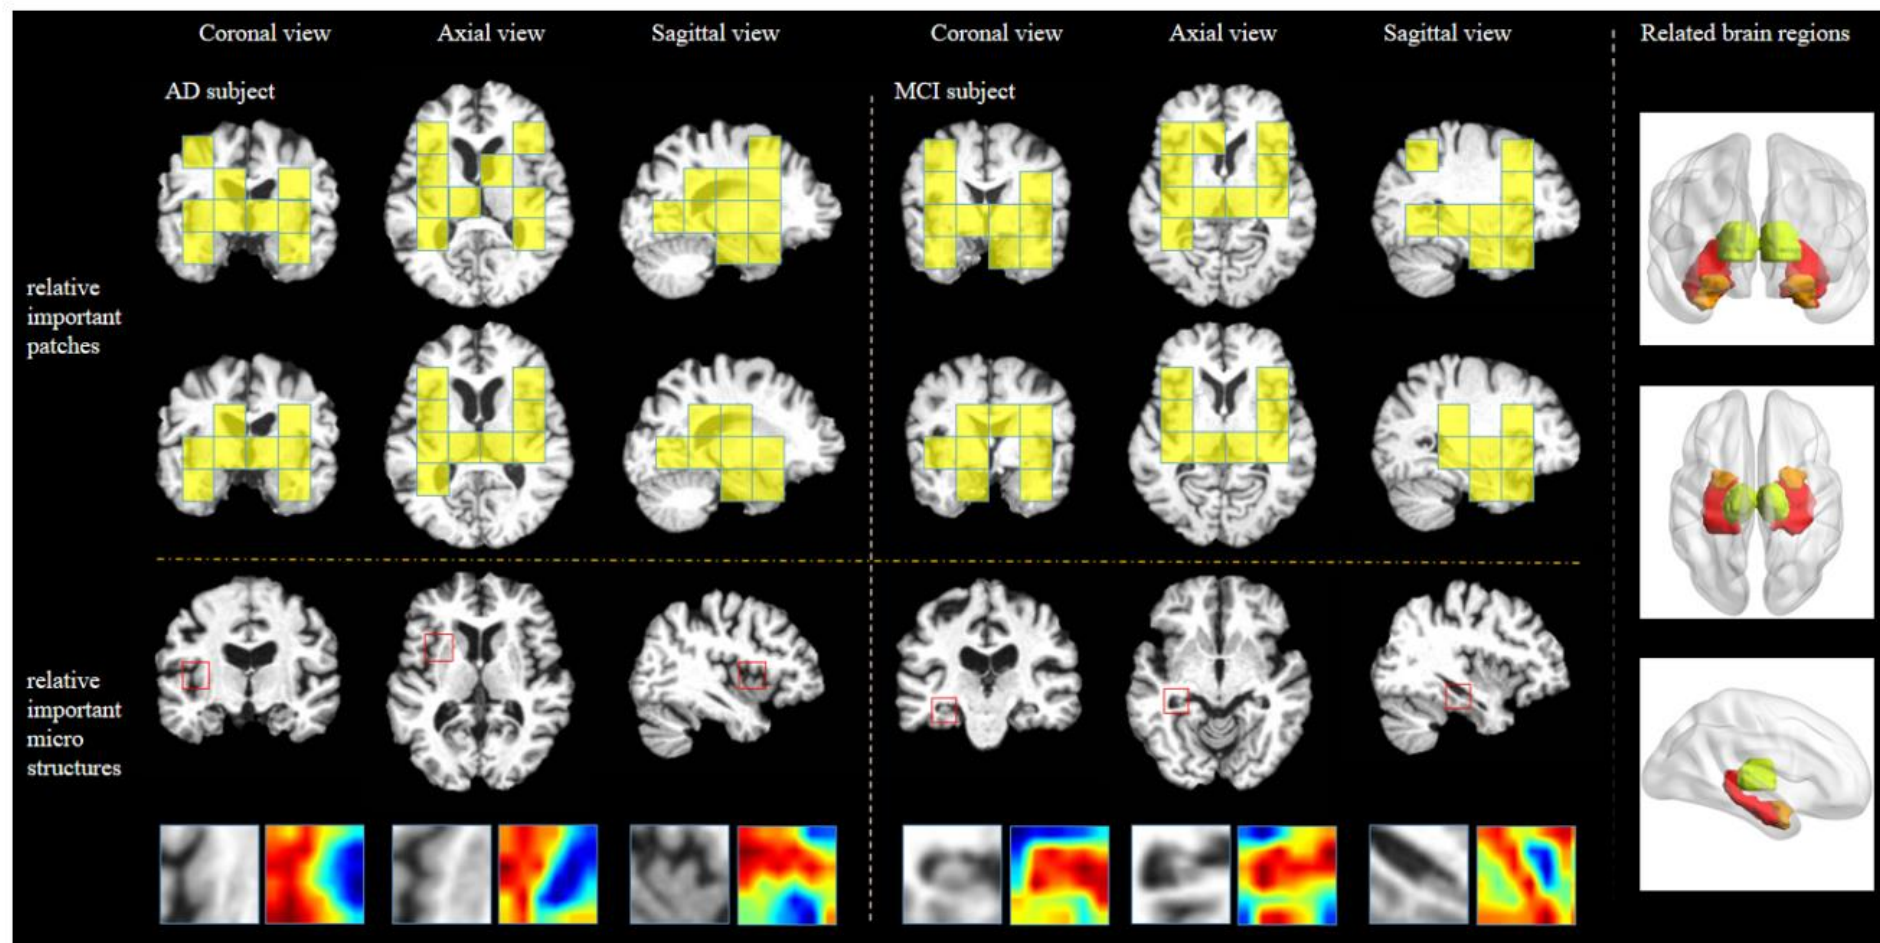 Coronal view
Axial view
Sagittal view
Coronal view
Axial view
Sagittal view
Related brain regions
AD subject
MCI subject
relative
important
patches
relative
important
micro
structures